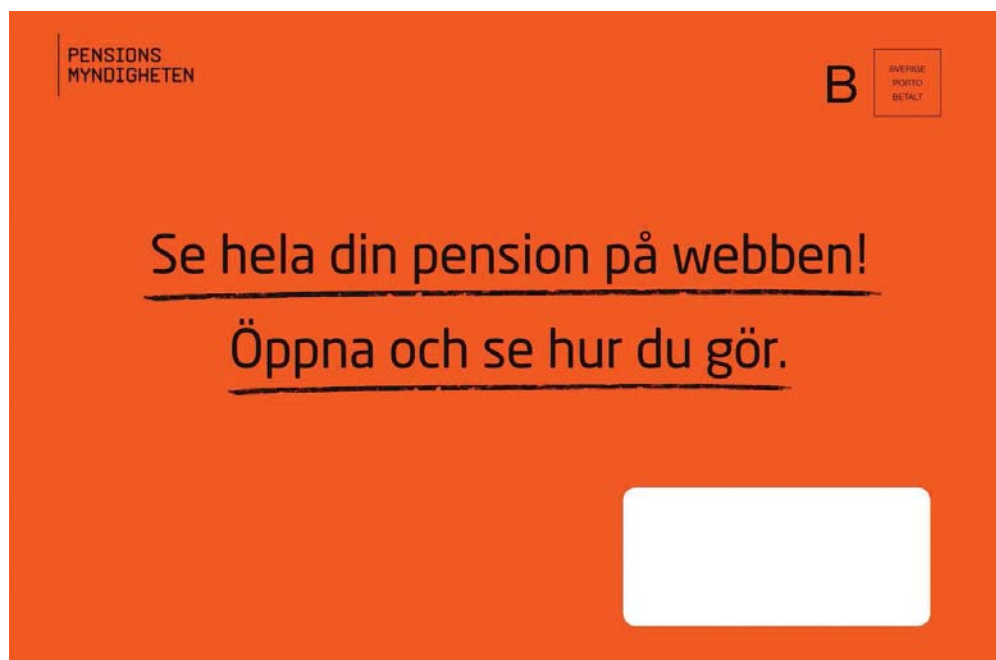 PENSIONS
MYNDIGHETEN
B
SVERIGE
PORTO
BETALT
Se hela din pension på webben!
Öppna och se hur du gör.